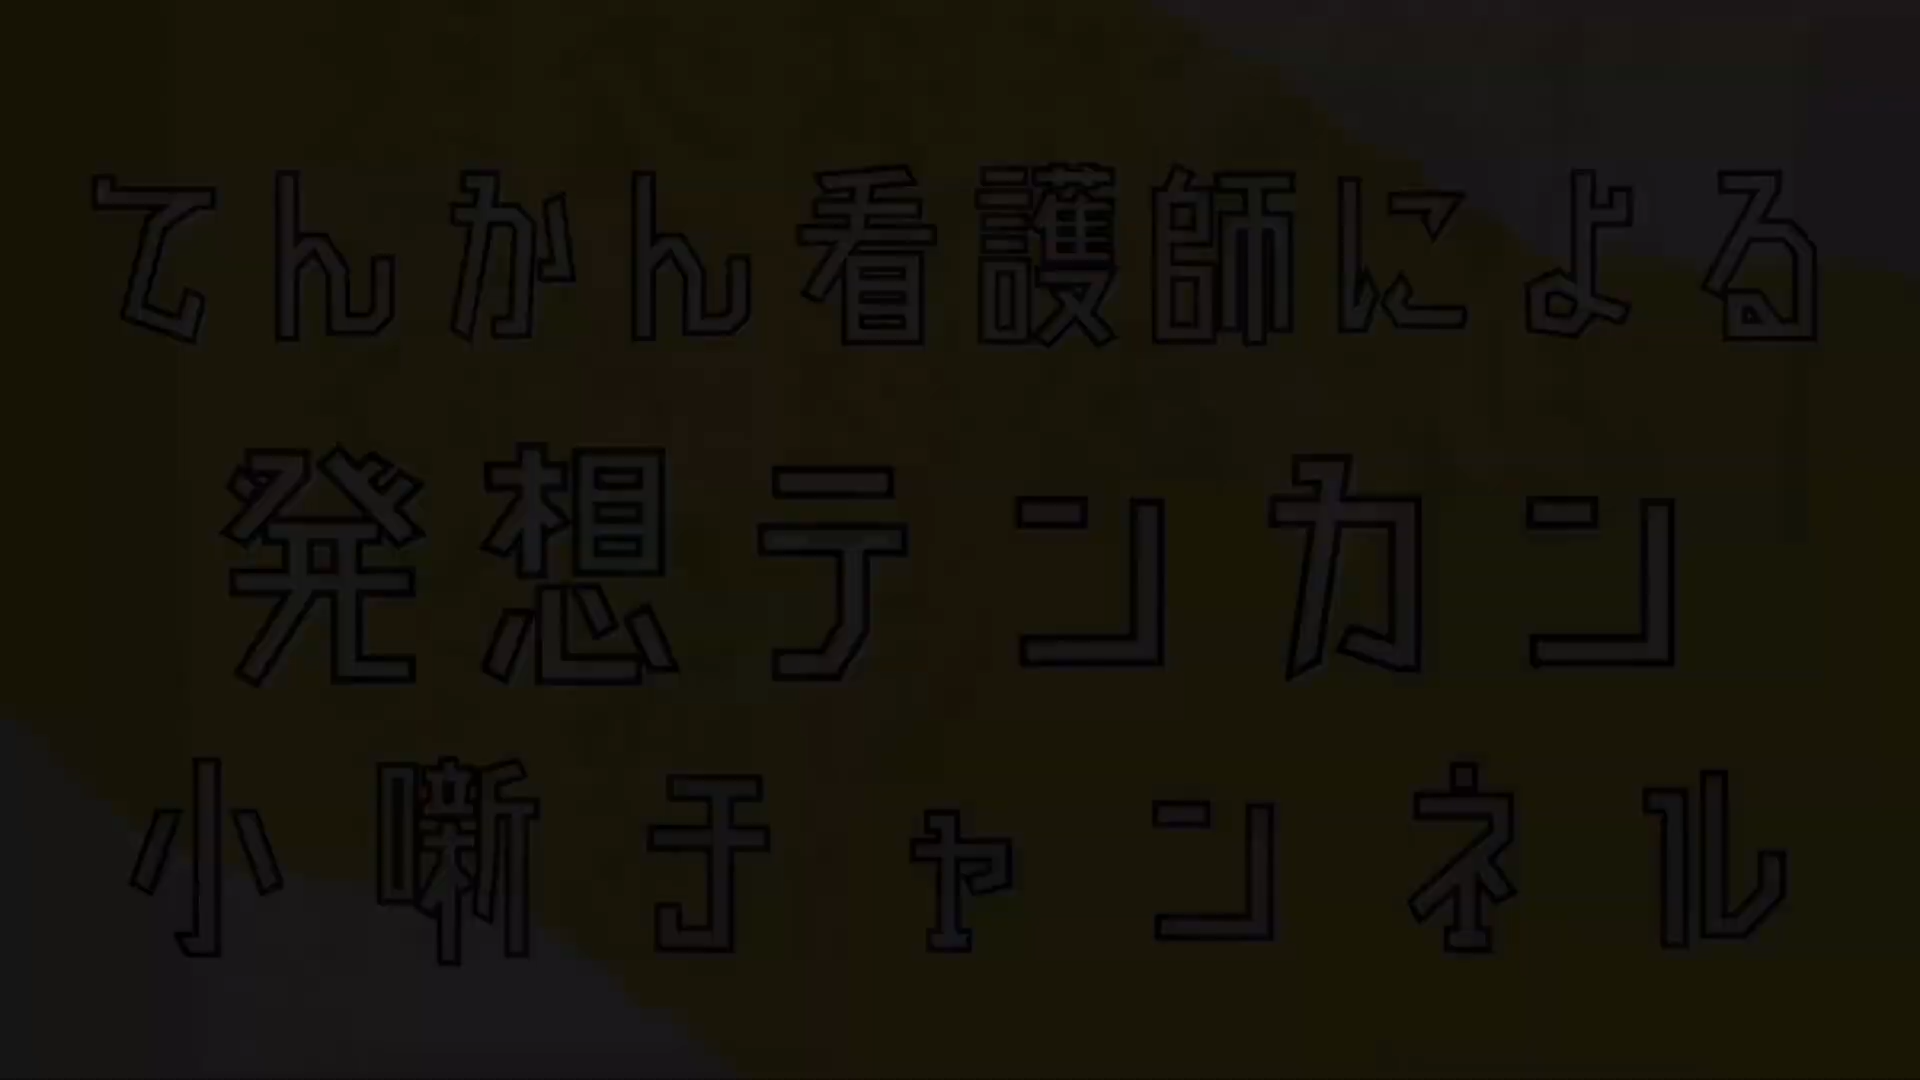 てんかん看護師による
発想テンカン
小噺チャンネル